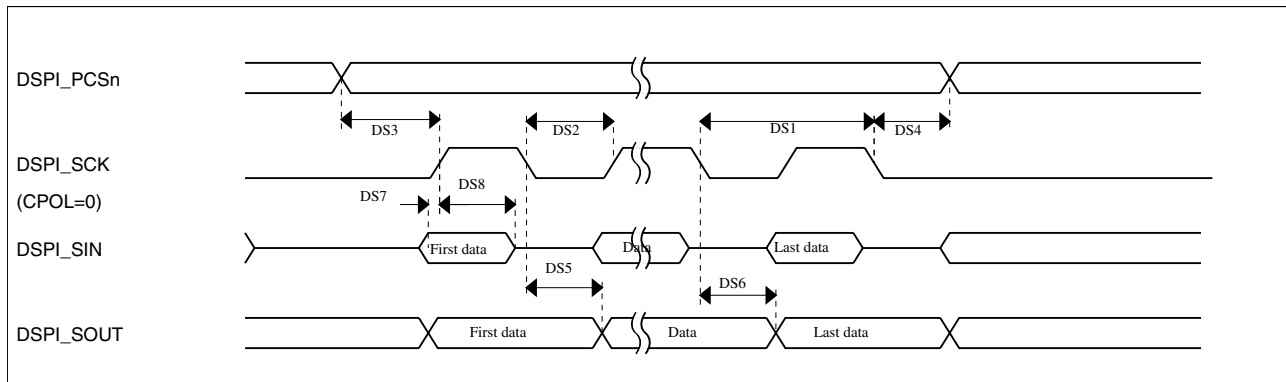 DSPI_PCSn
DS3
DS2
DS1
DS4
DSPI_SCK
(CPOL=0)
DS7
DS8
DSPI_SIN
First data
Data
Last data
DS5
DS6
DSPI_SOUT
First data
Data
Last data